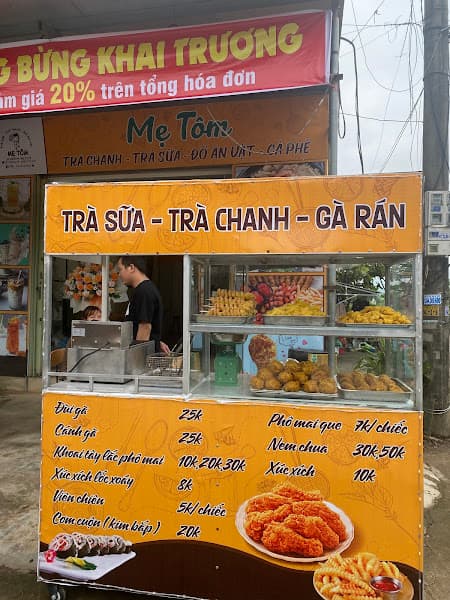 G BỪNG KHAI TRƯƠNG
ảm giá 20% trên tổng hóa đơn
Mẹ Tôm
TRÀ CHANH - TRÀ SỮA - ĐỒ ĂN VẶT - CÀ PHÊ
MẸ TÔM
TRÀ SỮA - TRÀ CHANH - GÀ RÁN
Đùi gà 25k
Cánh gà 25k
Khoai tây lắc phô mai 10k,20k,30k
Xúc xích lốc xoáy 8k
Viên chiên 5k/chiếc
Cơm cuộn (kim bắp) 20k
Phô mai que 7k/chiếc
Nem chua 30k,50k
Xúc xích 10k